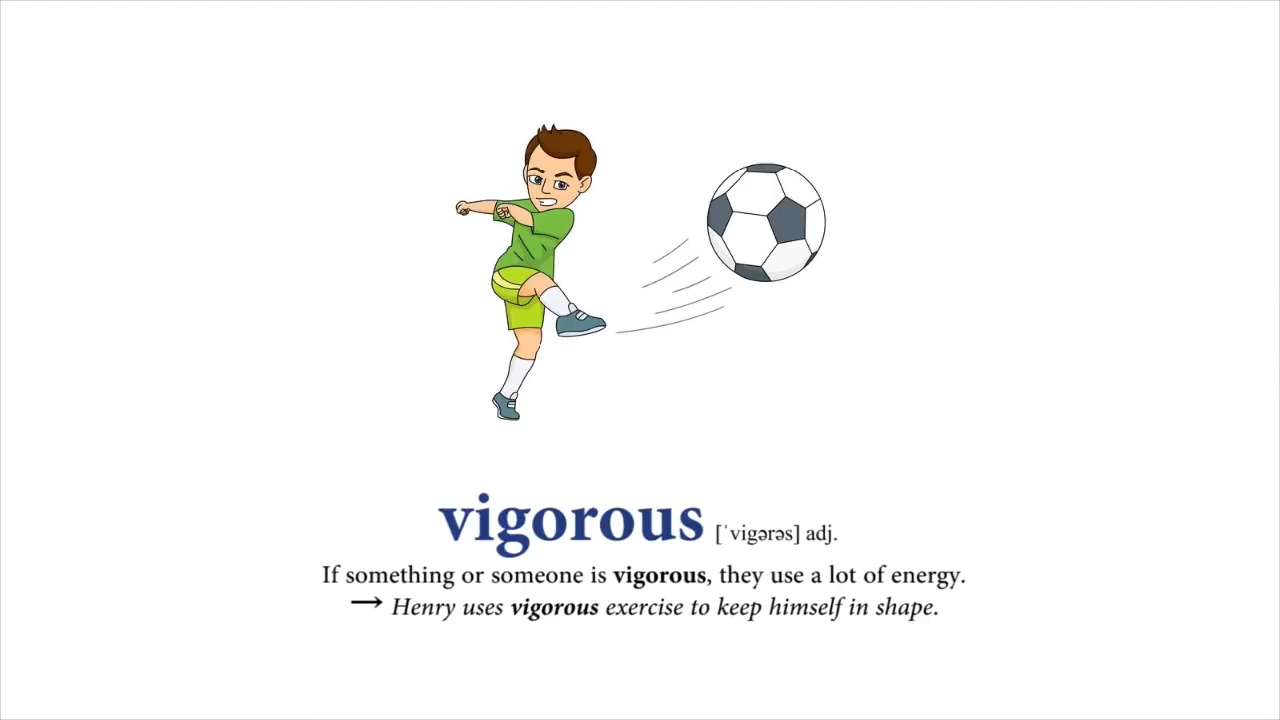 vigorous [ˈvigərəs] adj.
If something or someone is vigorous, they use a lot of energy.
→ Henry uses vigorous exercise to keep himself in shape.